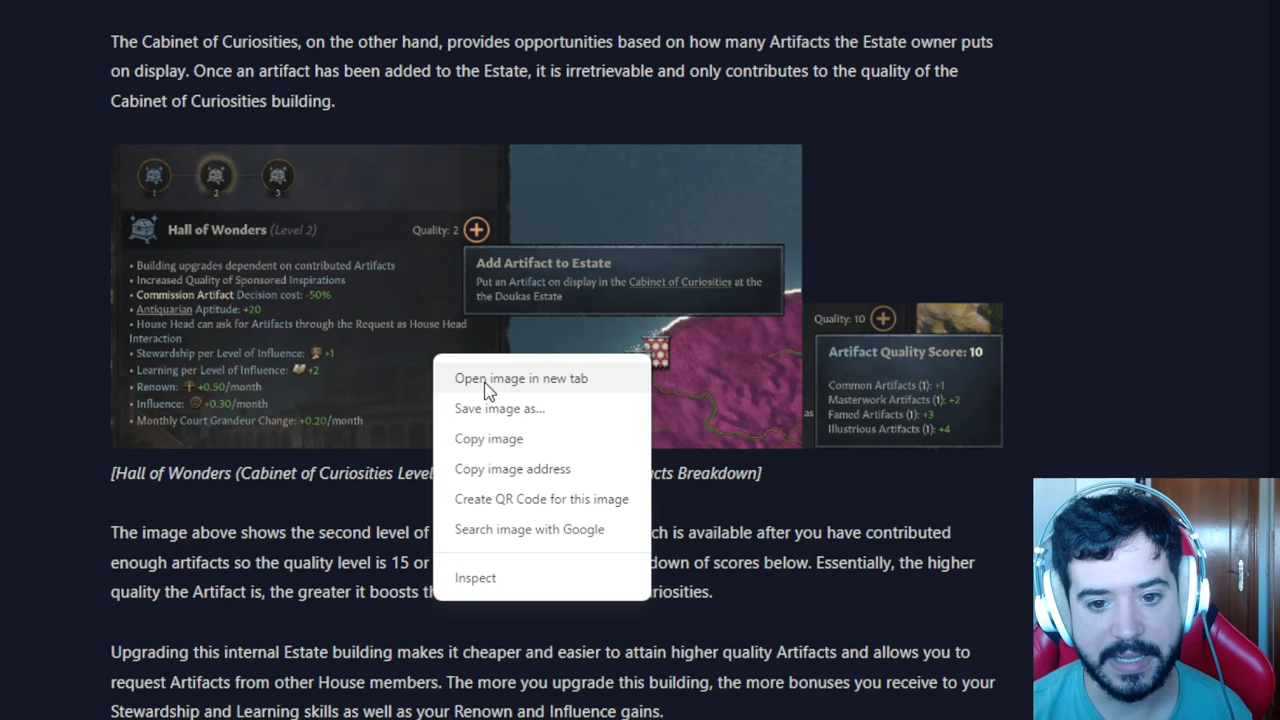 The Cabinet of Curiosities, on the other hand, provides opportunities based on how many Artifacts the Estate owner puts
on display. Once an artifact has been added to the Estate, it is irretrievable and only contributes to the quality of the
Cabinet of Curiosities building.
1
2
3
Hall of Wonders (Level 2)
Quality: 2
• Building upgrades dependent on contributed Artifacts
• Increased Quality of Sponsored Inspirations
• Commission Artifact Decision cost: -50%
• Antiquarian Aptitude: +20
• House Head can ask for Artifacts through the Request as House Head
Interaction
• Stewardship per Level of Influence: +1
• Learning per Level of Influence: +2
• Renown: +0.50/month
• Influence: +0.30/month
• Monthly Court Grandeur Change: +0.20/month
Add Artifact to Estate
Put an Artifact on display in the Cabinet of Curiosities at the
the Doukas Estate
Quality: 10
Artifact Quality Score: 10
Common Artifacts (1): +1
Masterwork Artifacts (1): +2
Famed Artifacts (1): +3
Illustrious Artifacts (1): +4
as
Open image in new tab
Save image as...
Copy image
Copy image address
Create QR Code for this image
Search image with Google
Inspect
[Hall of Wonders (Cabinet of Curiosities Level Breakdown]
The image above shows the second level of is available after you have contributed
enough artifacts so the quality level is 15 or of scores below. Essentially, the higher
quality the Artifact is, the greater it boosts
Upgrading this internal Estate building makes it cheaper and easier to attain higher quality Artifacts and allows you to
request Artifacts from other House members. The more you upgrade this building, the more bonuses you receive to your
Stewardship and Learning skills as well as your Renown and Influence gains.